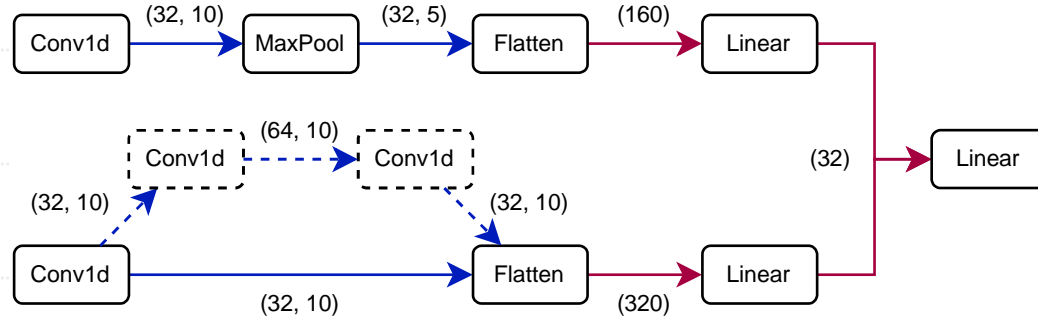 (32, 10)
(32, 5)
(160)
Conv1d
MaxPool
Flatten
Linear
(64, 10)
Conv1d
Conv1d
(32)
Linear
(32, 10)
(32, 10)
Conv1d
Flatten
Linear
(32, 10)
(320)